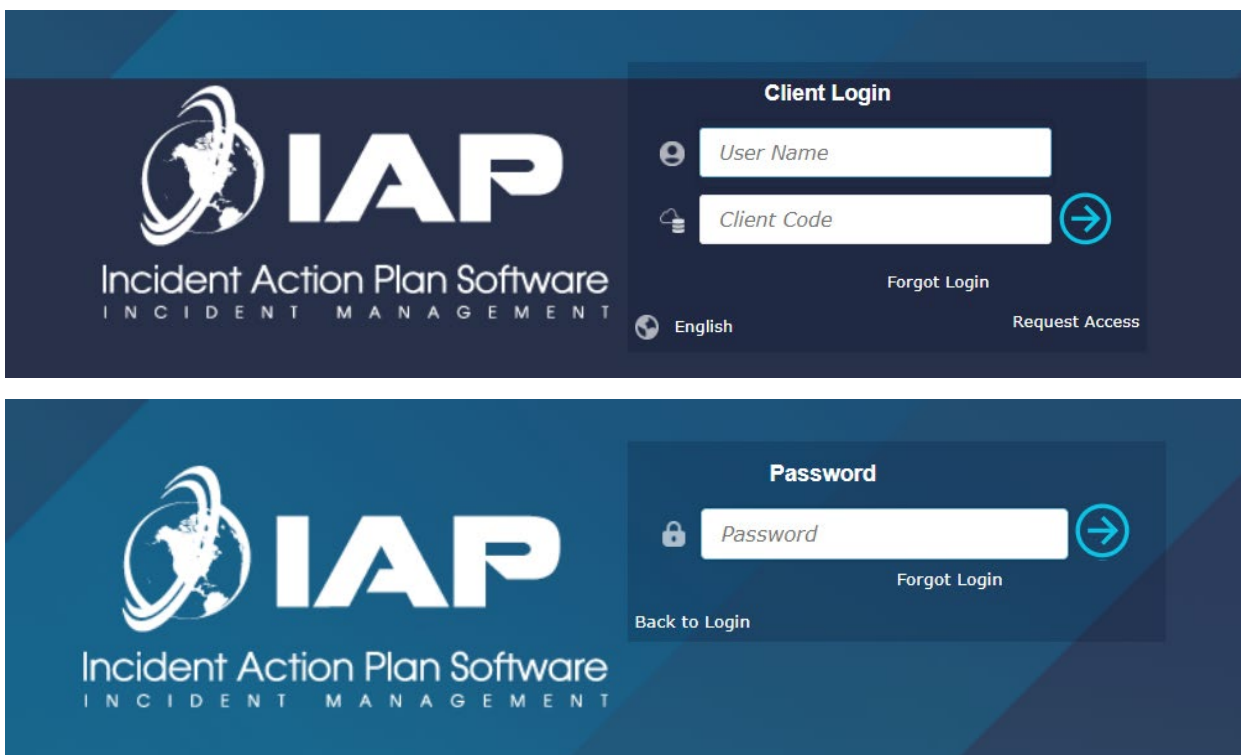 Client Login
User Name
IAP
Client Code
Incident Action Plan Software
INCIDENT MANAGEMENT
Forgot Login
English
Request Access
Password
Password
IAP
Forgot Login
Back to Login
Incident Action Plan Software
INCIDENT MANAGEMENT